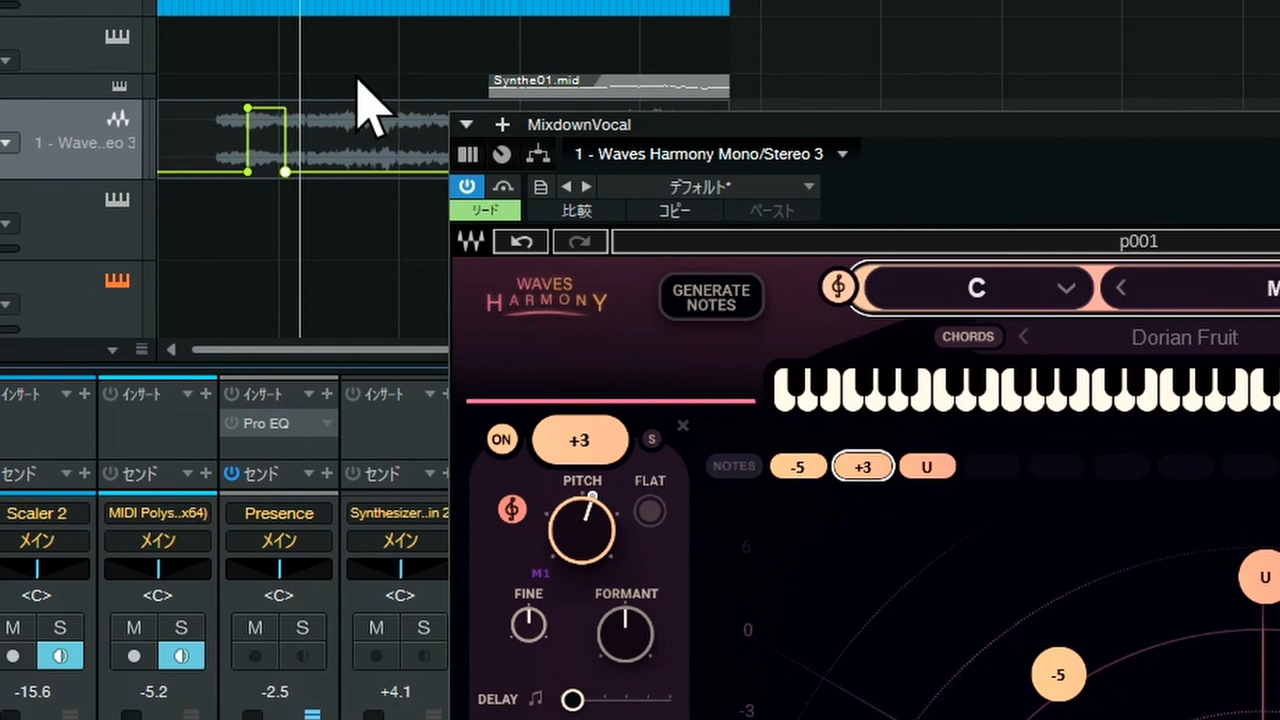 Synthe01.mid
MixdownVocal
1 - Wave..eo 3
1 - Waves Harmony Mono/Stereo 3
デフォルト*
リード 比較 コピー ペースト
p001
WAVES HARMONY
GENERATE NOTES
C
CHORDS
Dorian Fruit
インサート インサート インサート インサート
Pro EQ
ON +3 S
NOTES -5 +3 U
センド センド センド センド
PITCH FLAT
Scaler 2 MIDI Polys..x64) Presence Synthesizer..in 2
メイン メイン メイン メイン
6
M1
<C> <C> <C> <C>
FINE FORMANT
U
M S M S M S M S
0
-5
-15.6 -5.2 -2.5 +4.1
DELAY
-3